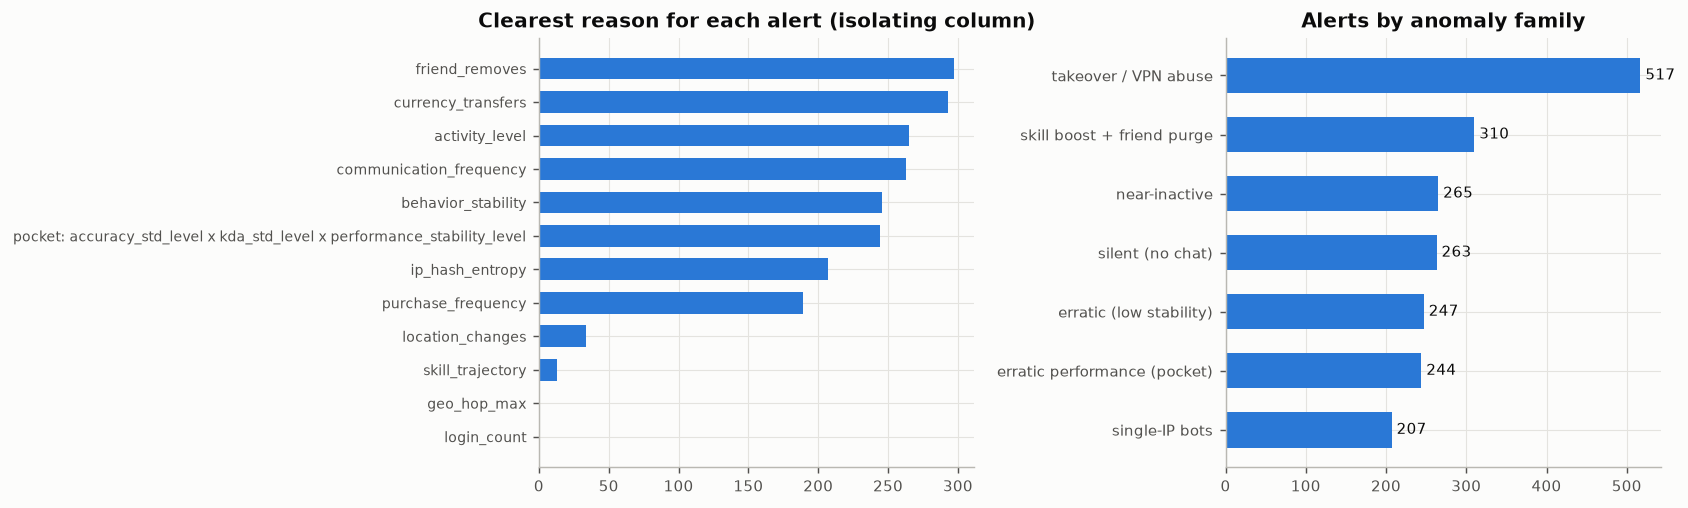 Clearest reason for each alert (isolating column)
friend_removes
currency_transfers
activity_level
communication_frequency
behavior_stability
pocket: accuracy_std_level x kda_std_level x performance_stability_level
ip_hash_entropy
purchase_frequency
location_changes
skill_trajectory
geo_hop_max
login_count
0 50 100 150 200 250 300
Alerts by anomaly family
takeover / VPN abuse 517
skill boost + friend purge 310
near-inactive 265
silent (no chat) 263
erratic (low stability) 247
erratic performance (pocket) 244
single-IP bots 207
0 100 200 300 400 500